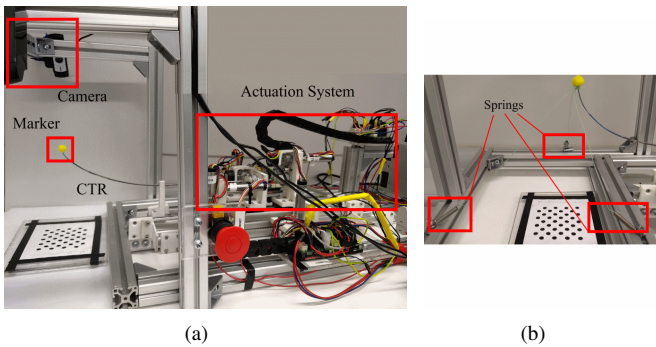 Camera
Marker
CTR
Actuation System
Springs
(a)
(b)